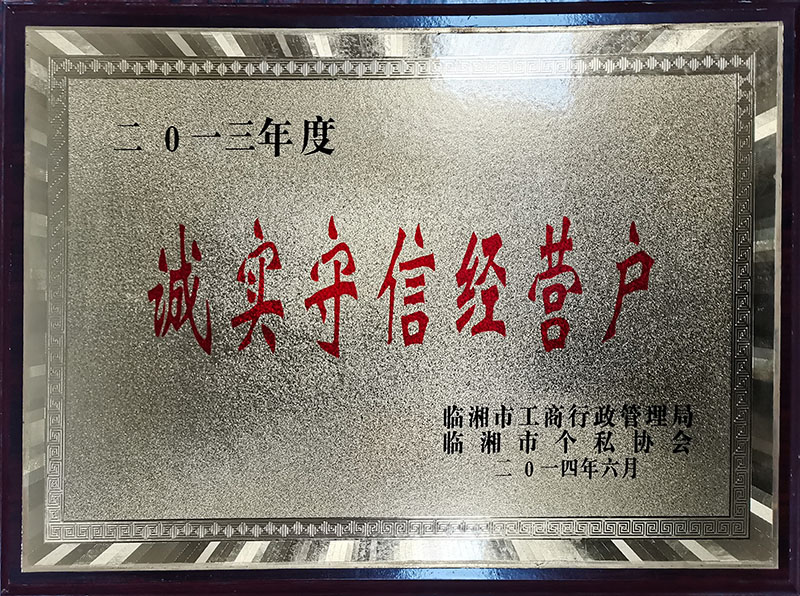 二0一三年度
诚实守信经营户
临湘市工商行政管理局
临湘市个私协会
二0一四年六月